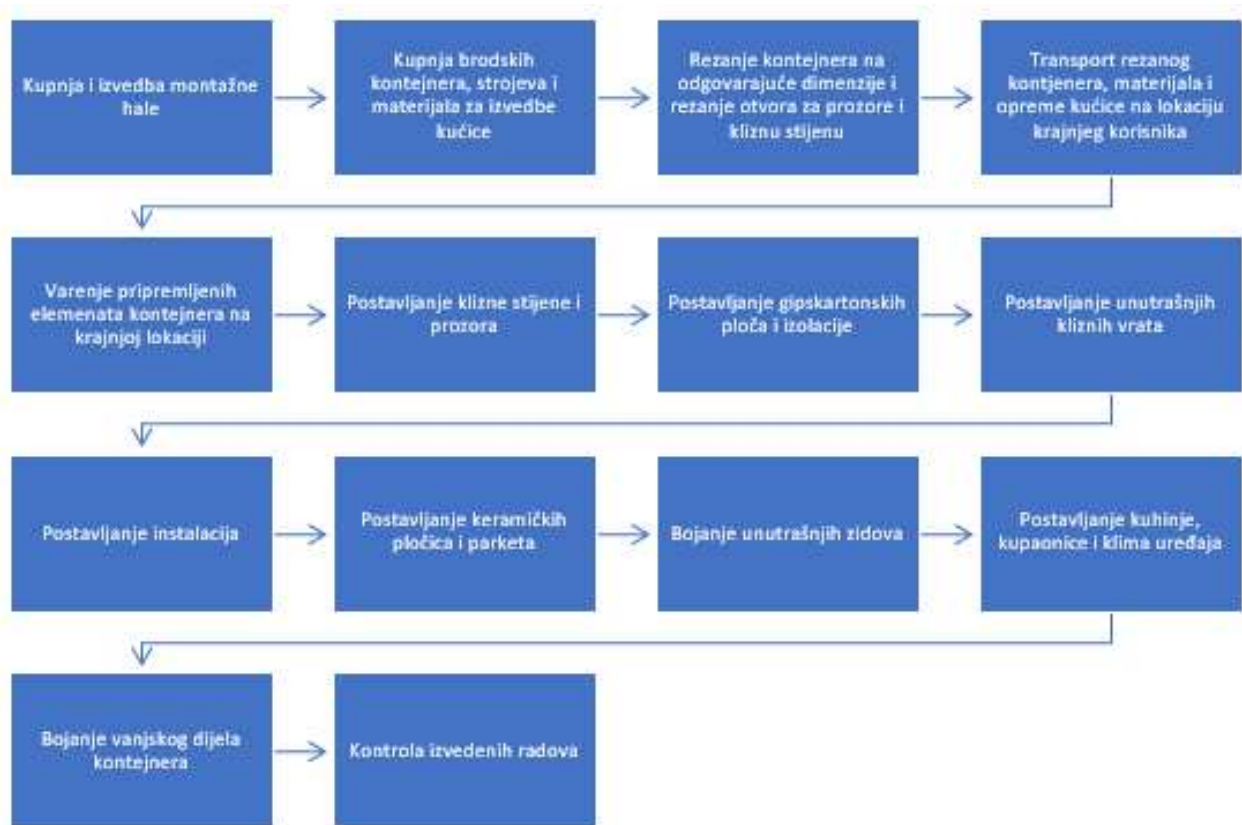 Kupnja i izvedba montažne
hale
Kupnja brodskih
kontejnera, strojeva i
materijala za izvedbe
kućice
Rezanje kontejnera na
odgovarajuće dimenzije i
rezanje otvora za prozore i
kliznu stijenu
Transport rezanog
kontjenera, materijala i
opreme kućice na lokaciju
krajnjeg korisnika
Varenje pripremljenih
elemenata kontejnera na
krajnjoj lokaciji
Postavljanje klizne stijene i
prozora
Postavljanje gipskartonskih
ploča i izolacije
Postavljanje unutrašnjih
kliznih vrata
Postavljanje instalacija
Postavljanje keramičkih
pločica i parketa
Bojanje unutrašnjih zidova
Postavljanje kuhinje,
kupaonice i klima uređaja
Bojanje vanjskog dijela
kontejnera
Kontrola izvedenih radova